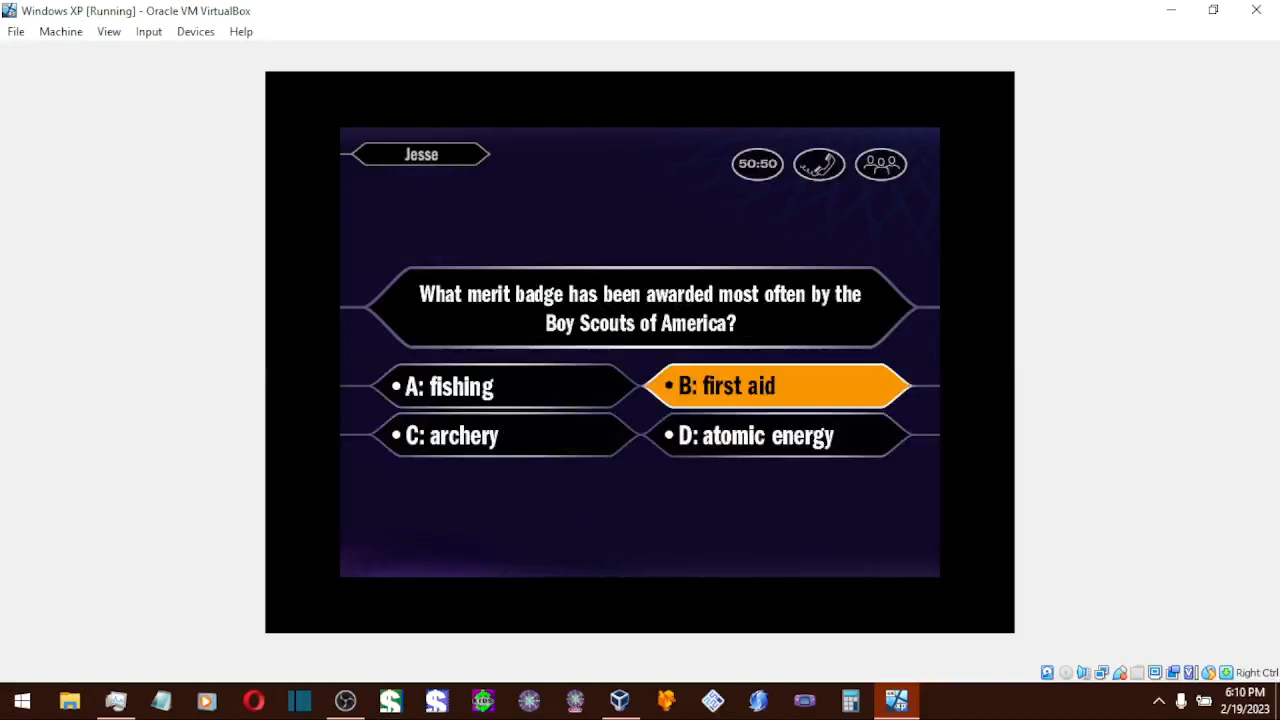 Windows XP [Running] - Oracle VM VirtualBox
File Machine View Input Devices Help
Jesse
50:50
What merit badge has been awarded most often by the
Boy Scouts of America?
• A: fishing
• B: first aid
• C: archery
• D: atomic energy
Right Ctrl
6:10 PM
2/19/2023